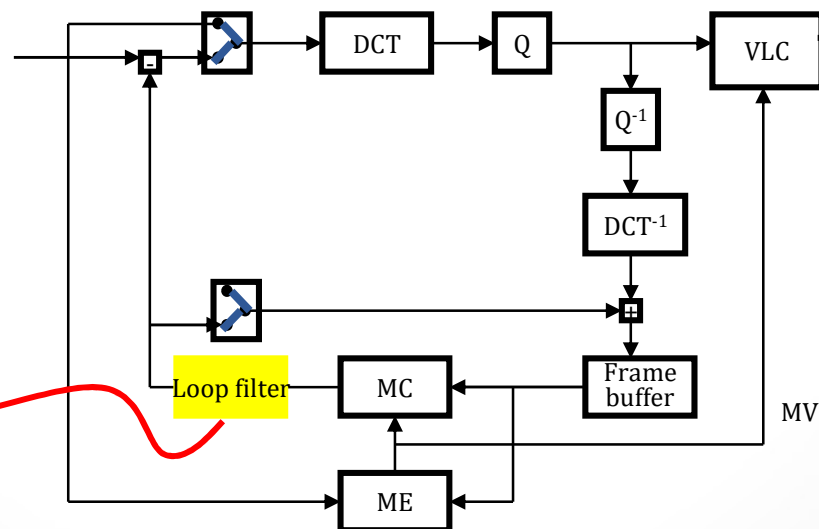 -
DCT
Q
VLC
Q-1
DCT-1
+
Loop filter
MC
Frame
buffer
MV
ME